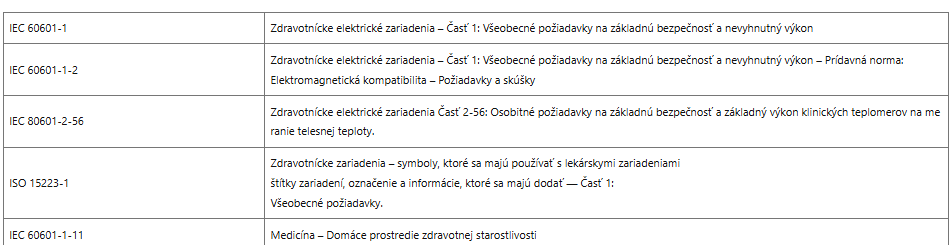 IEC 60601-1
Zdravotnícke elektrické zariadenia – Časť 1: Všeobecné požiadavky na základnú bezpečnosť a nevyhnutný výkon
IEC 60601-1-2
Zdravotnícke elektrické zariadenia – Časť 1: Všeobecné požiadavky na základnú bezpečnosť a nevyhnutný výkon – Prídavná norma:
Elektromagnetická kompatibilita – Požiadavky a skúšky
IEC 80601-2-56
Zdravotnícke elektrické zariadenia Časť 2-56: Osobitné požiadavky na základnú bezpečnosť a základný výkon klinických teplomerov na me
ranie telesnej teploty.
ISO 15223-1
Zdravotnícke zariadenia – symboly, ktoré sa majú používať s lekárskymi zariadeniami
štítky zariadení, označenie a informácie, ktoré sa majú dodať — Časť 1:
Všeobecné požiadavky.
IEC 60601-1-11
Medicína – Domáce prostredie zdravotnej starostlivosti